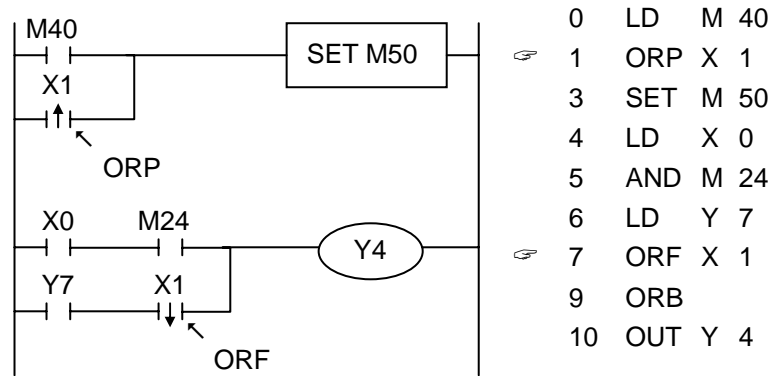 M40
SET M50
X1
ORP
X0 M24
Y4
Y7 X1
ORF
0 LD M 40
☞ 1 ORP X 1
3 SET M 50
4 LD X 0
5 AND M 24
6 LD Y 7
☞ 7 ORF X 1
9 ORB
10 OUT Y 4